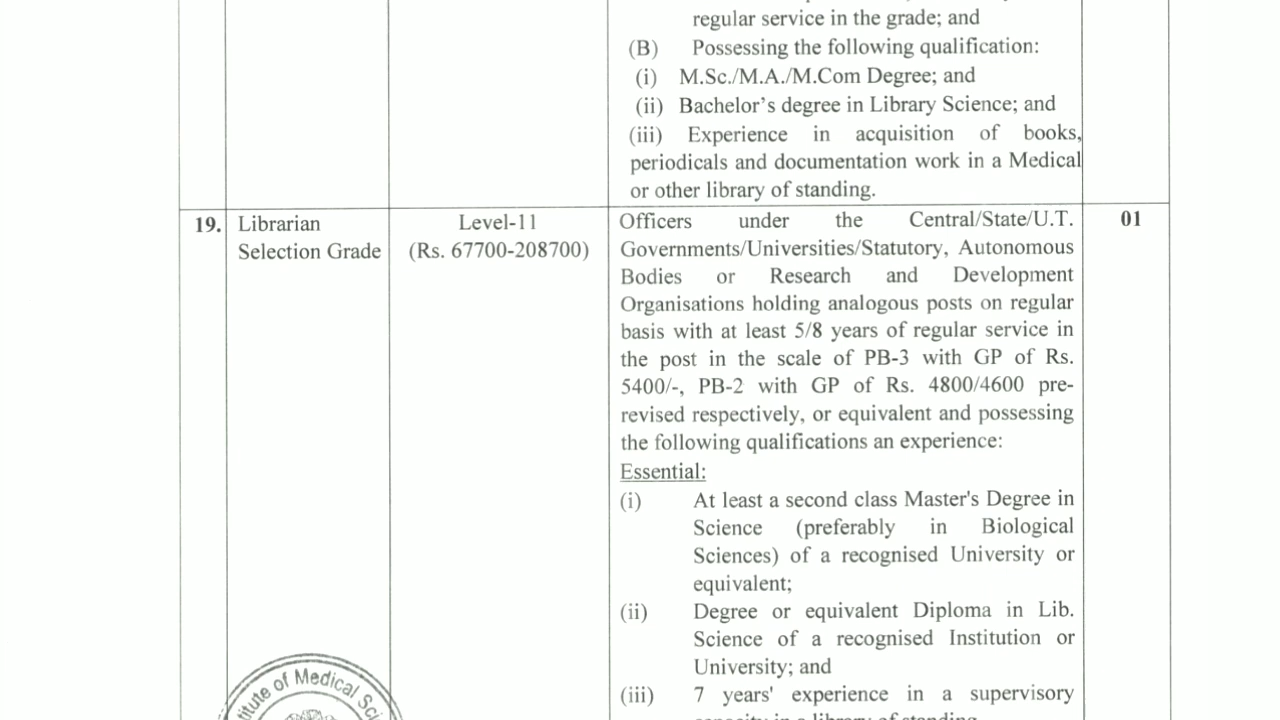 regular service in the grade; and
(B) Possessing the following qualification:
(i) M.Sc./M.A./M.Com Degree; and
(ii) Bachelor's degree in Library Science; and
(iii) Experience in acquisition of books,
periodicals and documentation work in a Medical
or other library of standing.
19. Librarian Level-11 Officers under the Central/State/U.T. 01
Selection Grade (Rs. 67700-208700) Governments/Universities/Statutory, Autonomous
Bodies or Research and Development
Organisations holding analogous posts on regular
basis with at least 5/8 years of regular service in
the post in the scale of PB-3 with GP of Rs.
5400/-, PB-2 with GP of Rs. 4800/4600 pre-
revised respectively, or equivalent and possessing
the following qualifications an experience:
Essential:
(i) At least a second class Master's Degree in
Science (preferably in Biological
Sciences) of a recognised University or
equivalent;
(ii) Degree or equivalent Diploma in Lib.
Science of a recognised Institution or
University; and
(iii) 7 years' experience in a supervisory
of Medical